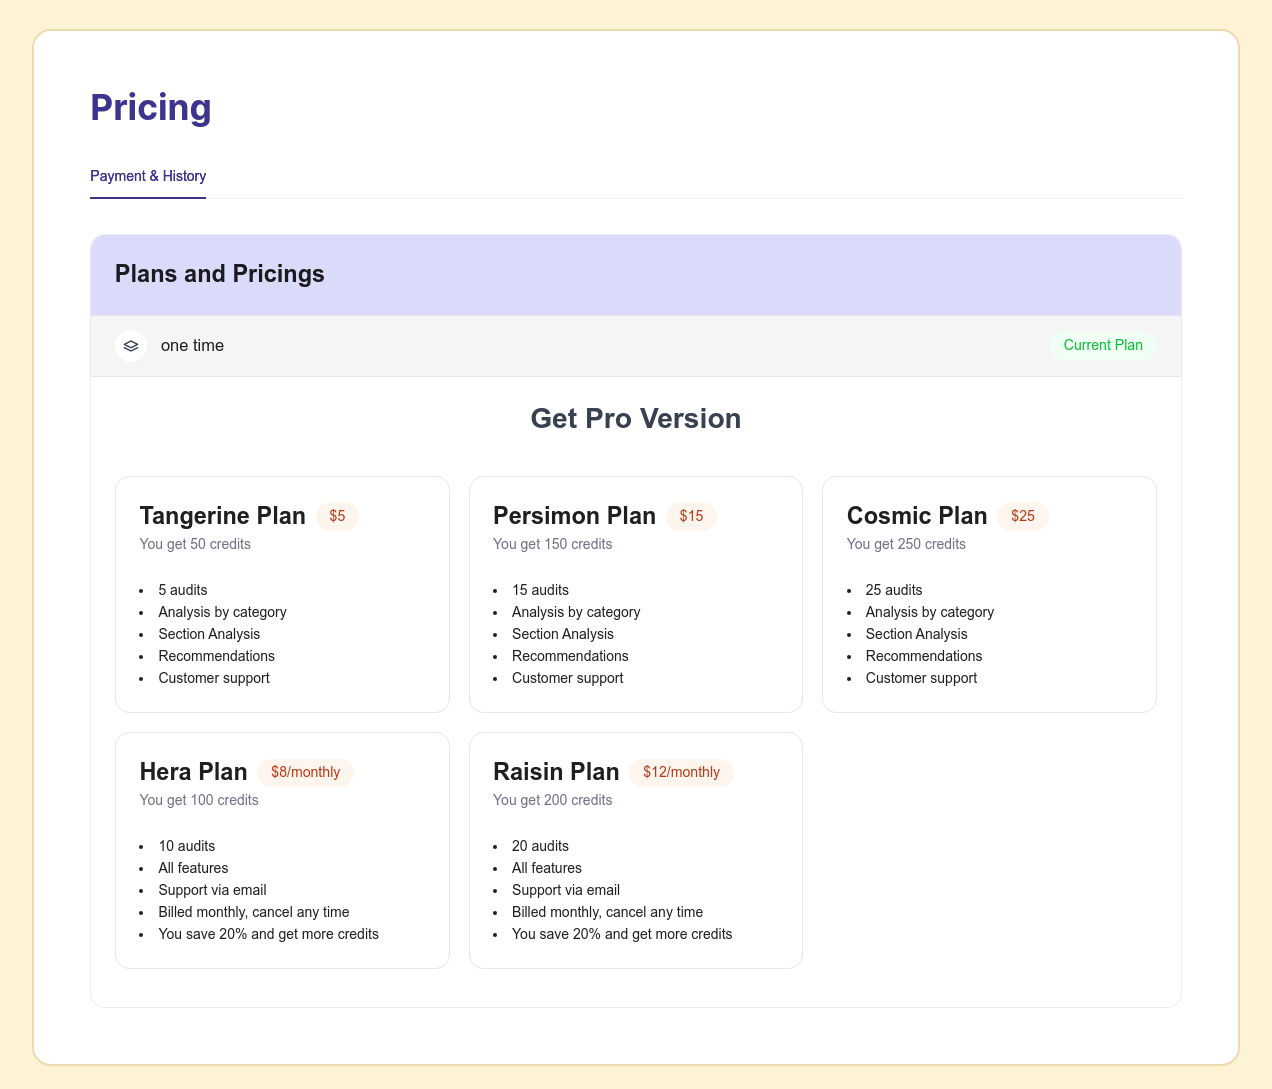 Pricing
Payment & History
Plans and Pricings
one time
Current Plan
Get Pro Version
Tangerine Plan $5
You get 50 credits
5 audits
Analysis by category
Section Analysis
Recommendations
Customer support
Persimon Plan $15
You get 150 credits
15 audits
Analysis by category
Section Analysis
Recommendations
Customer support
Cosmic Plan $25
You get 250 credits
25 audits
Analysis by category
Section Analysis
Recommendations
Customer support
Hera Plan $8/monthly
You get 100 credits
10 audits
All features
Support via email
Billed monthly, cancel any time
You save 20% and get more credits
Raisin Plan $12/monthly
You get 200 credits
20 audits
All features
Support via email
Billed monthly, cancel any time
You save 20% and get more credits